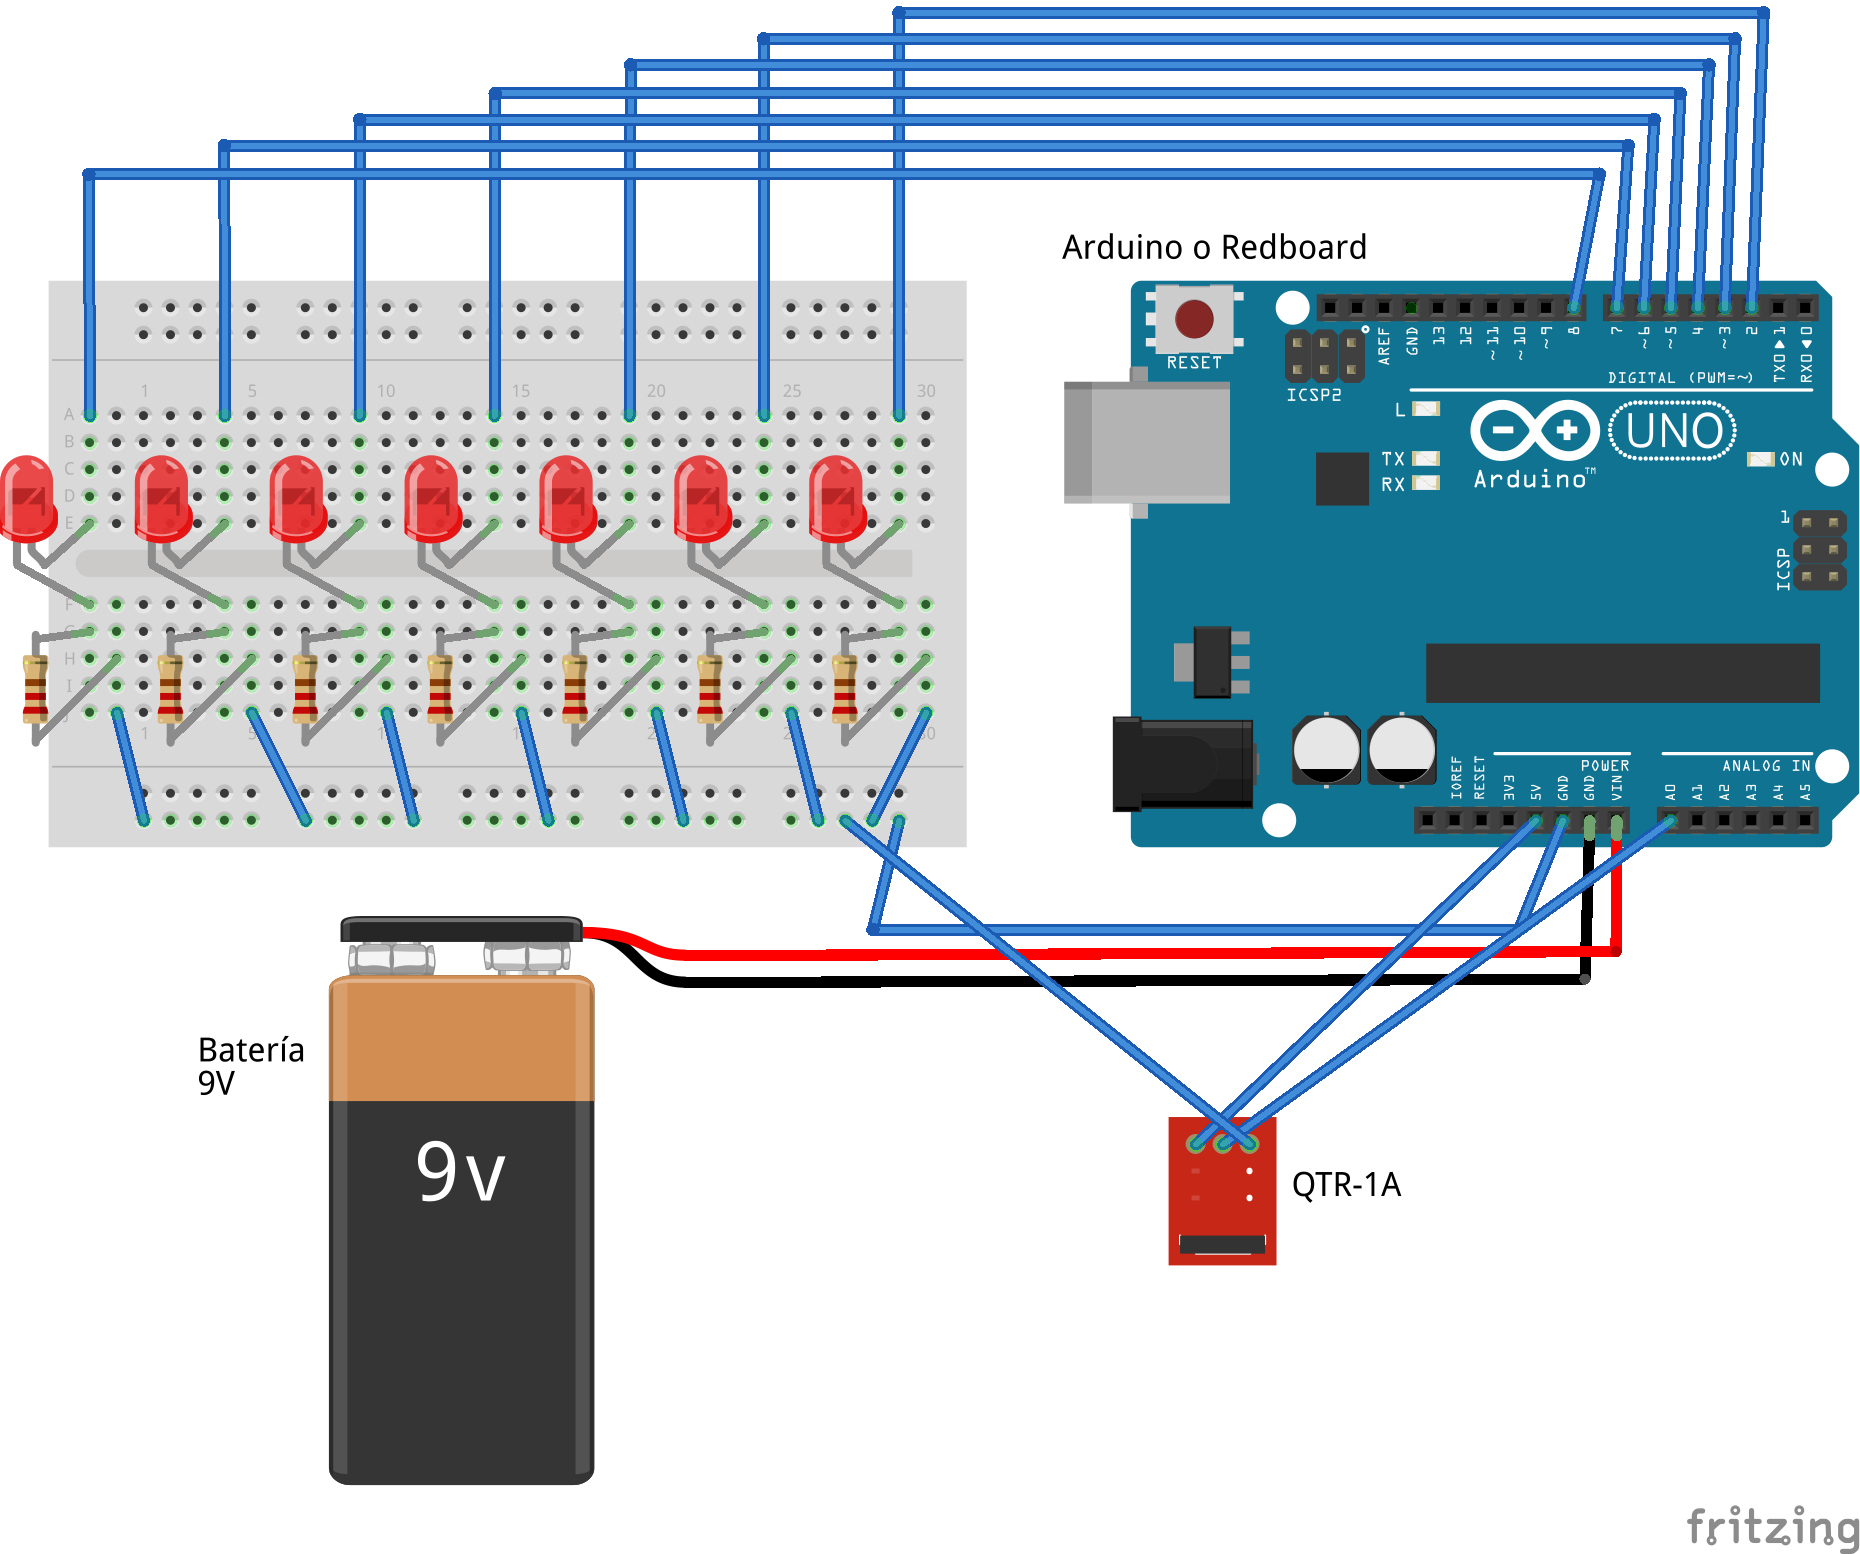 Arduino o Redboard
RESET
ICSP2
AREF
GND
13
12
~11
~10
~9
8
7
~6
~5
4
~3
2
TX0▶1
RX0◀0
DIGITAL (PWM=~)
L
TX
RX
Arduino™
UNO
ON
1
ICSP
1 5 10 15 20 25 30
A
B
C
D
E
F
H
I
POWER
ANALOG IN
IOREF
RESET
3V3
5V
GND
GND
VIN
A0
A1
A2
A3
A4
A5
Batería
9V
9v
QTR-1A
fritzing